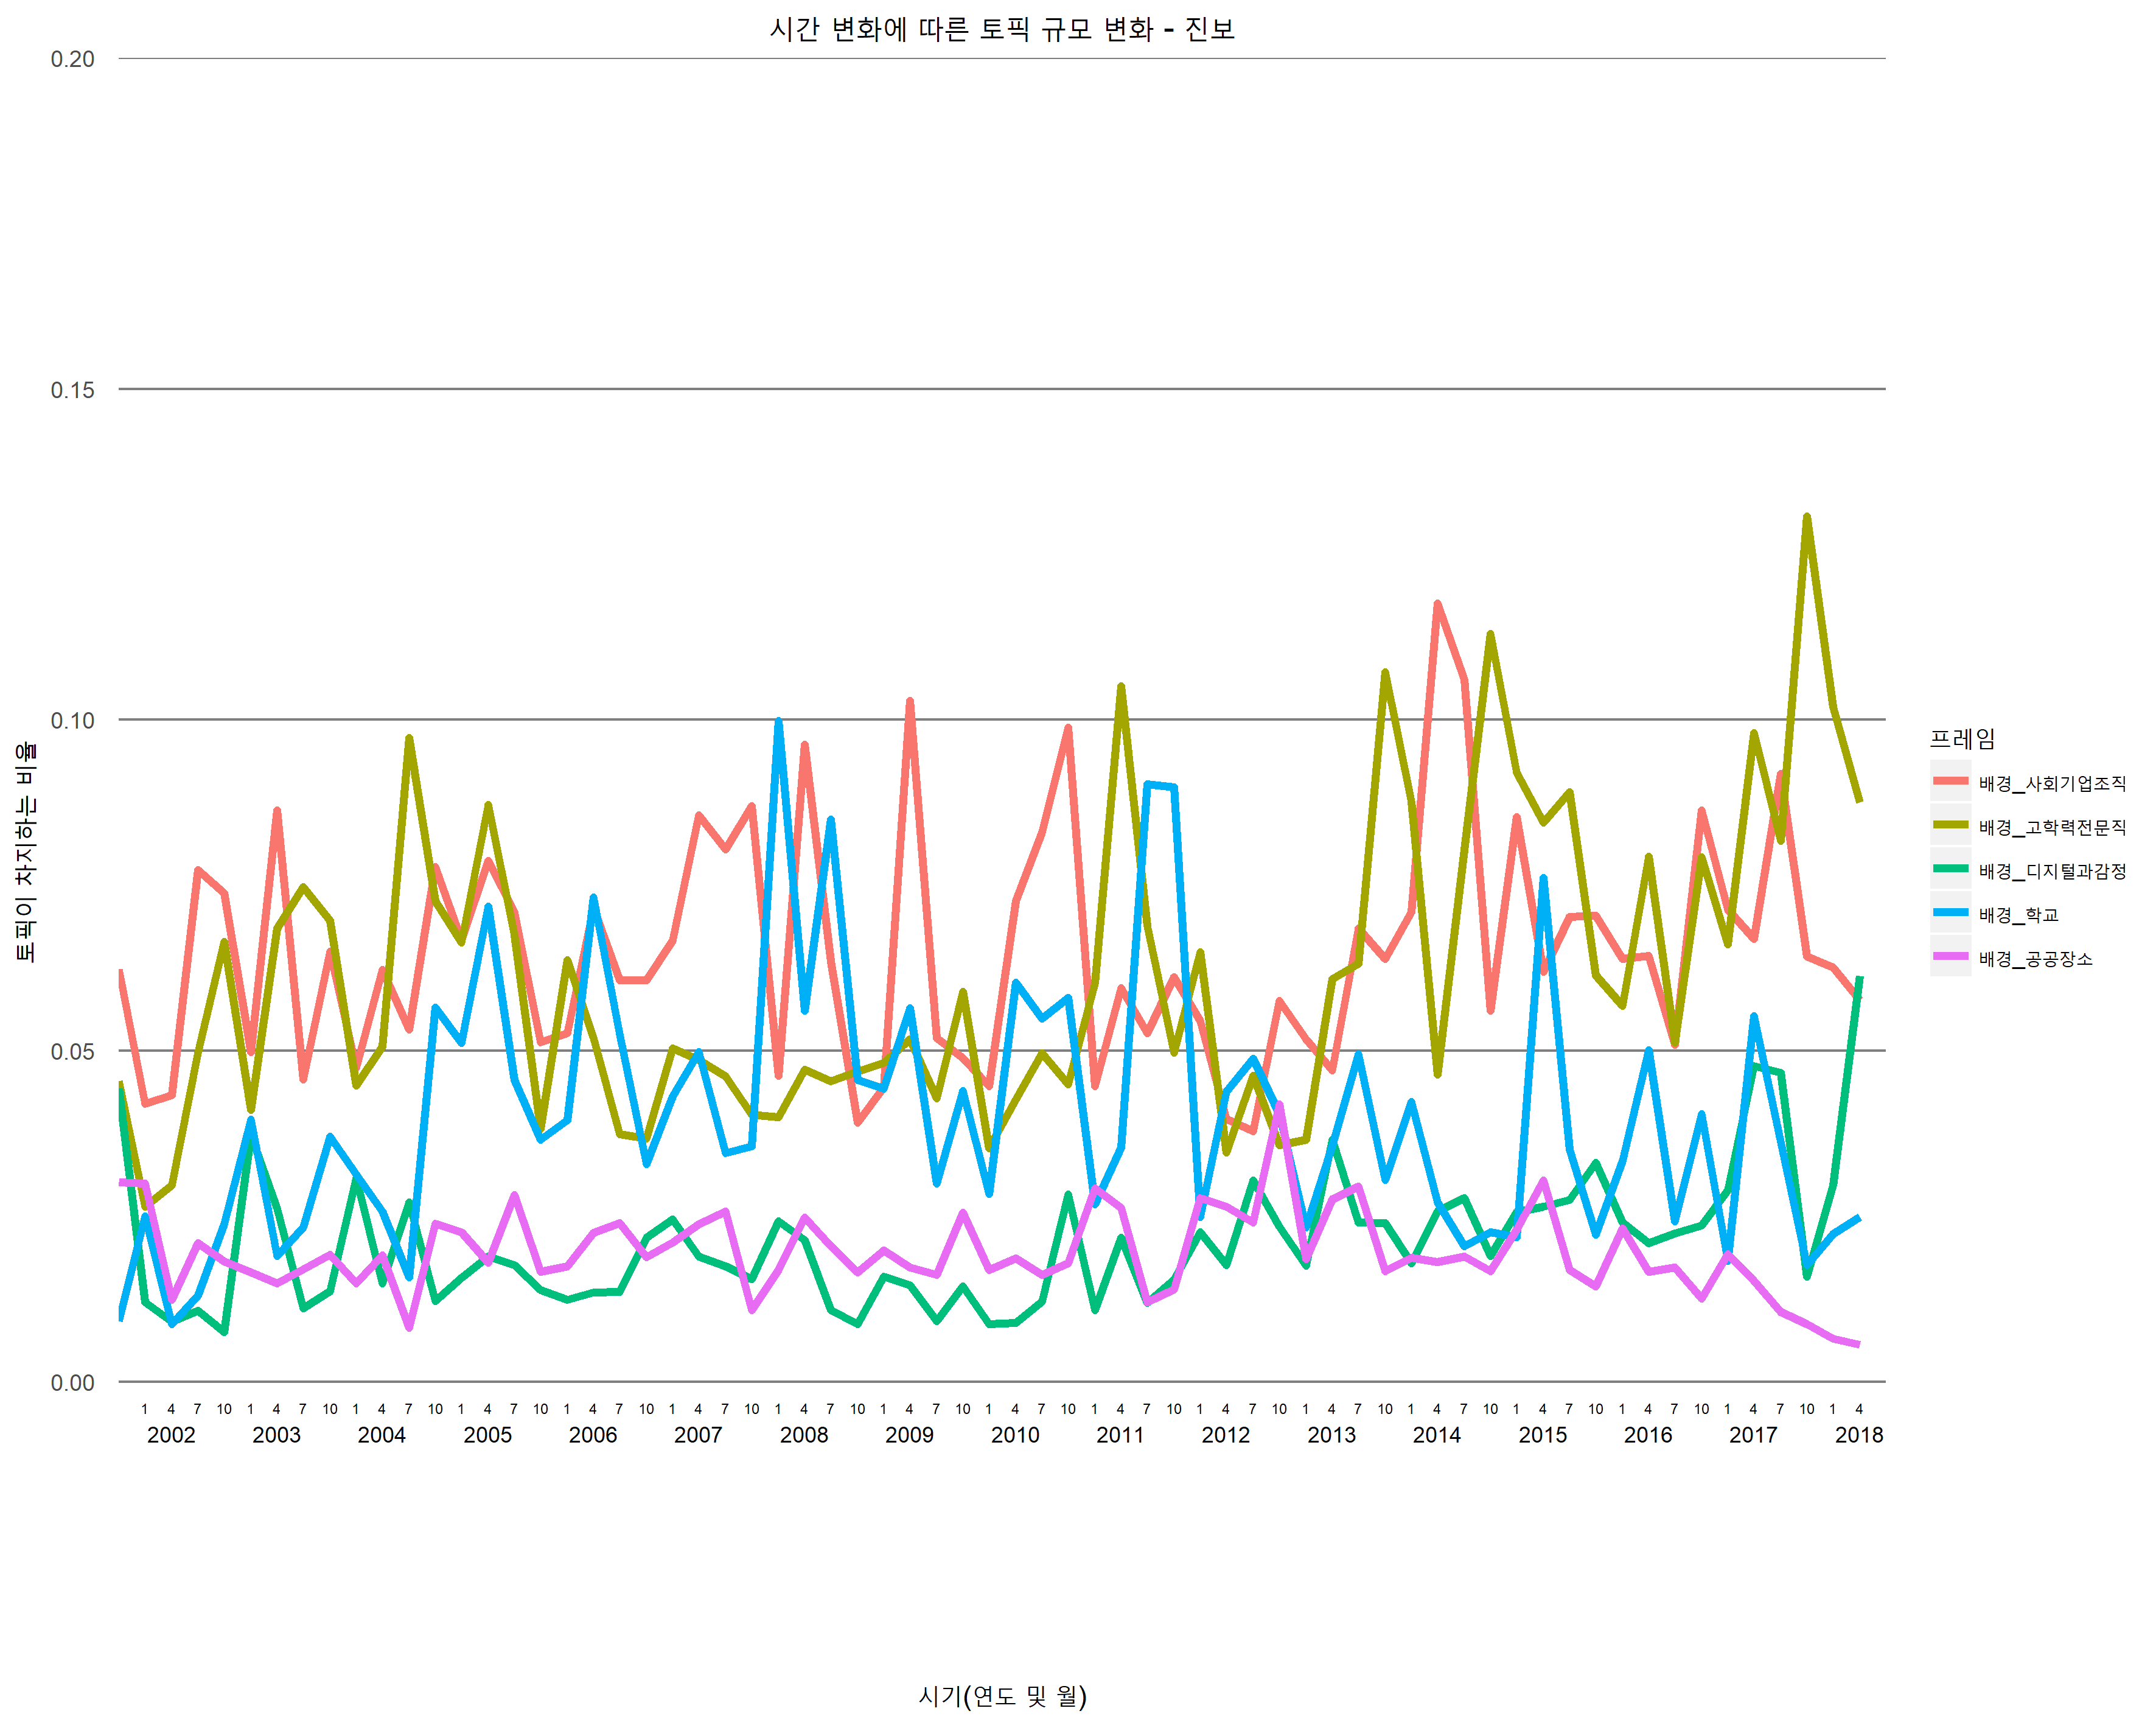 시간 변화에 따른 토픽 규모 변화 - 진보
0.20
0.15
0.10
0.05
0.00
토픽이 차지하는 비율
1 4 7 10 1 4 7 10 1 4 7 10 1 4 7 10 1 4 7 10 1 4 7 10 1 4 7 10 1 4 7 10 1 4 7 10 1 4 7 10 1 4 7 10 1 4 7 10 1 4 7 10 1 4 7 10 1 4 7 10 1 4 7 10 1 4
2002 2003 2004 2005 2006 2007 2008 2009 2010 2011 2012 2013 2014 2015 2016 2017 2018
시기(연도 및 월)
프레임
배경_사회기업조직
배경_고학력전문직
배경_디지털과감정
배경_학교
배경_공공장소